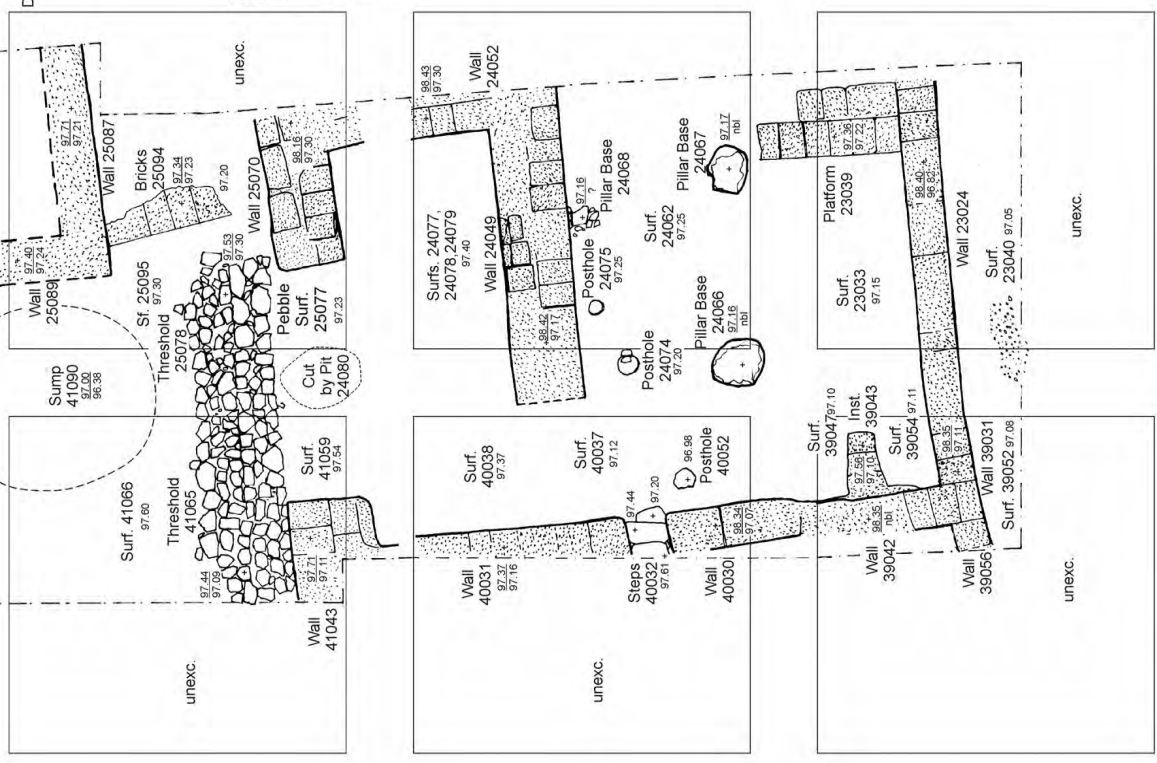 unexc.
97.71
97.21
Wall 25087
Bricks
25094
97.34
97.23
97.20
97.40
97.24
Wall
25089
Sf. 25095
97.30
Threshold
25078
97.53
97.30
Wall 25070
98.16
97.30
Pebble
Surf.
25077
97.23
Sump
41090
97.00
96.38
Cut
by Pit
24080
Surf. 41066
97.60
Threshold
41065
97.44
97.09
Surf.
41059
97.54
97.71
97.11
Wall
41043
unexc.
98.43
97.30
Wall
24052
Surfs. 24077,
24078,24079
97.40
Wall 24049
98.42
97.17
97.16
?
Pillar Base
24068
Posthole
24075
97.25
Surf.
24062
97.25
Pillar Base
24067
97.17
nbl
Posthole
24074
97.20
Pillar Base
24066
97.16
nbl
Surf.
40038
97.37
Surf.
40037
97.12
96.98
Posthole
40052
Wall
40031
97.37
97.16
97.44
97.20
Steps
40032
97.61
98.34
97.07
Wall
40030
unexc.
Platform
23039
97.36
97.22
98.40
96.82
Surf.
23033
97.15
Wall 23024
Surf.
23040 97.05
unexc.
Surf.
39047 97.10
Inst.
39043
97.56
97.10
Surf.
39054 97.11
98.35
97.11
98.35
nbl
Wall
39042
Wall 39031
Surf. 39052 97.08
Wall
39056
unexc.